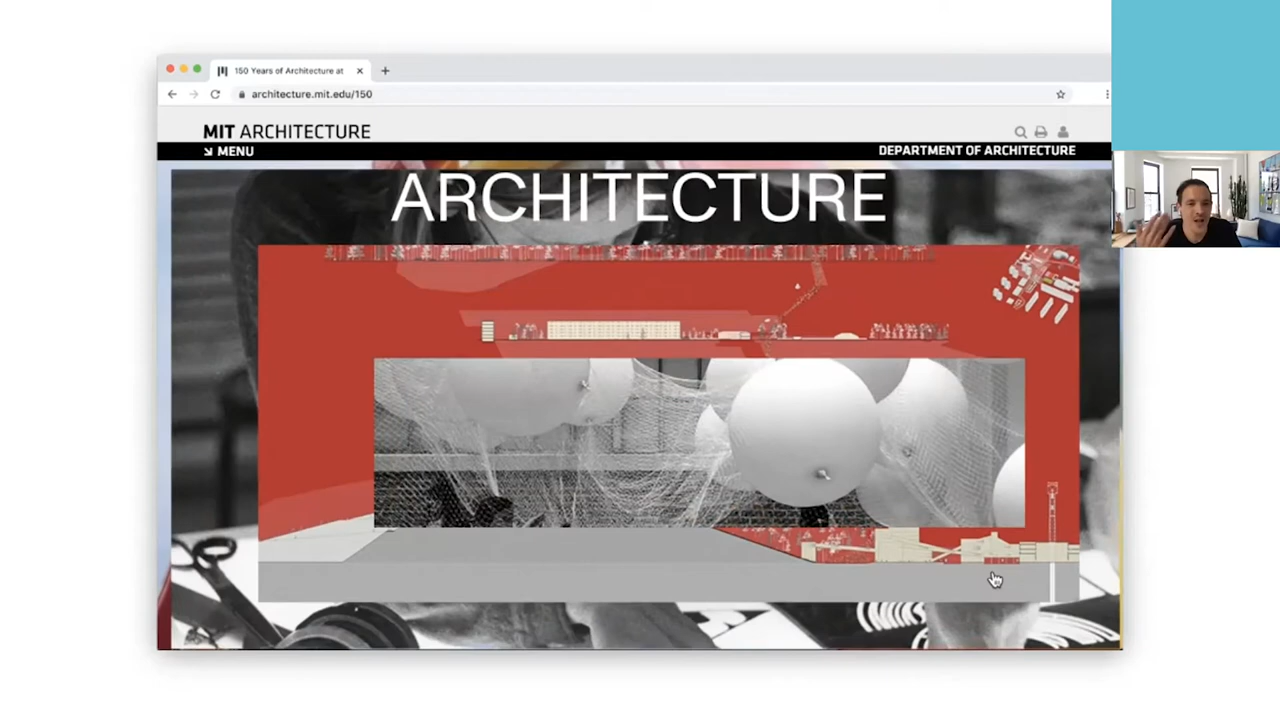 150 Years of Architecture at
architecture.mit.edu/150
MIT ARCHITECTURE
MENU
DEPARTMENT OF ARCHITECTURE
ARCHITECTURE